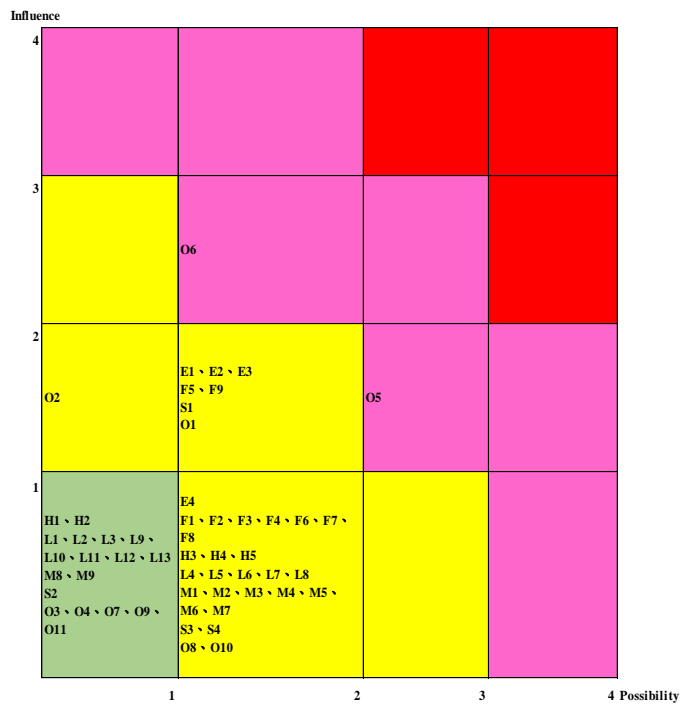 Influence
4
3
O6
2
E1、E2、E3
F5、F9
S1
O1
O2
O5
1
H1、H2
L1、L2、L3、L9、
L10、L11、L12、L13
M8、M9
S2
O3、O4、O7、O9、
O11
E4
F1、F2、F3、F4、F6、F7、
F8
H3、H4、H5
L4、L5、L6、L7、L8
M1、M2、M3、M4、M5、
M6、M7
S3、S4
O8、O10
1 2 3 4 Possibility